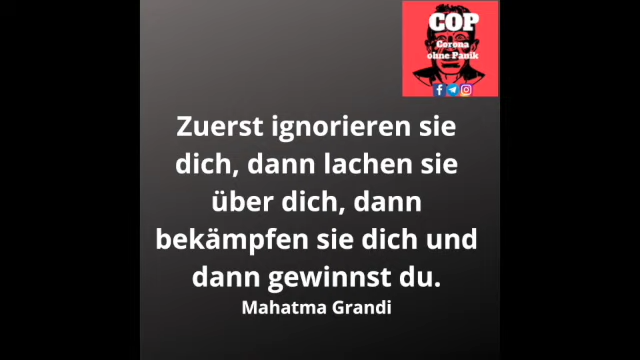 COP
Corona
ohne Panik
Zuerst ignorieren sie
dich, dann lachen sie
über dich, dann
bekämpfen sie dich und
dann gewinnst du.
Mahatma Grandi